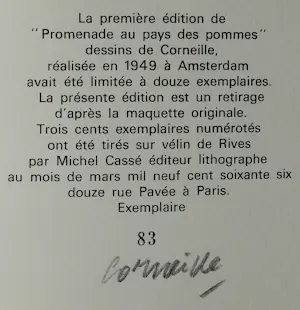 La première édition de
"Promenade au pays des pommes"
dessins de Corneille,
réalisée en 1949 à Amsterdam
avait été limitée à douze exemplaires.
La présente édition est un retirage
d'après la maquette originale.
Trois cents exemplaires numérotés
ont été tirés sur vélin de Rives
par Michel Cassé éditeur lithographe
au mois de mars mil neuf cent soixante six
douze rue Pavée à Paris.
Exemplaire
83
Corneille